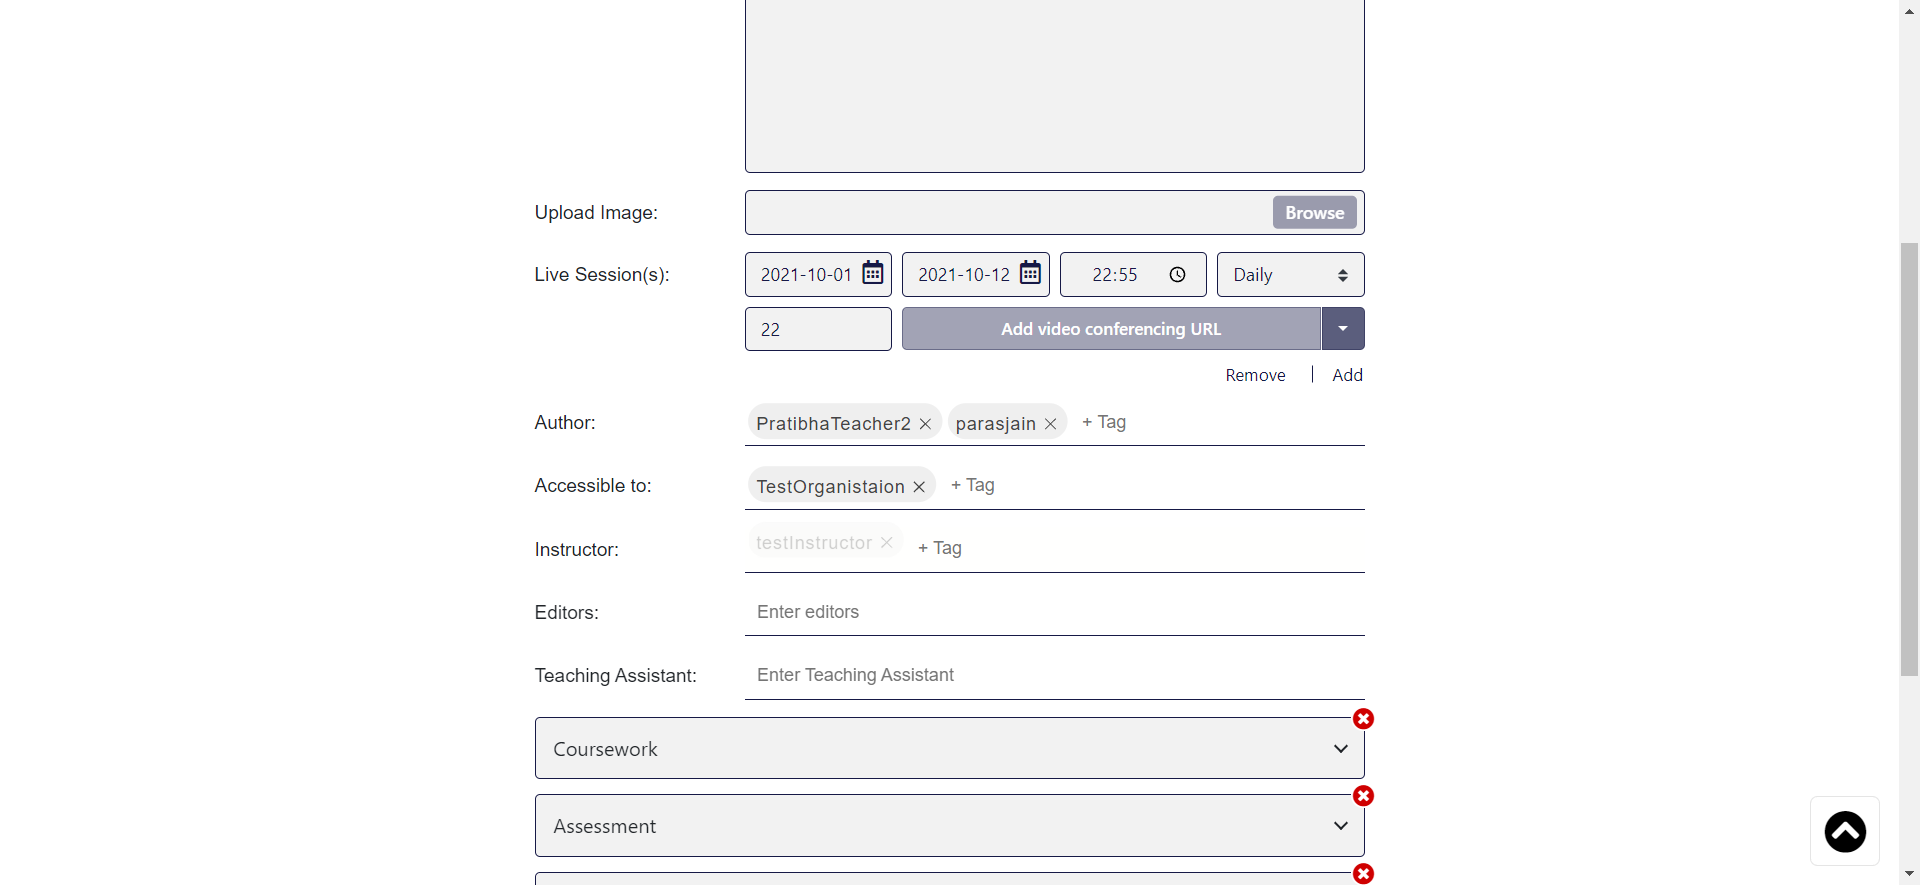 Upload Image:
Browse
Live Session(s):
2021-10-01
2021-10-12
22:55
Daily
22
Add video conferencing URL
Remove
Add
Author:
PratibhaTeacher2
parasjain
+ Tag
Accessible to:
TestOrganistaion
+ Tag
Instructor:
testInstructor
+ Tag
Editors:
Enter editors
Teaching Assistant:
Enter Teaching Assistant
Coursework
Assessment